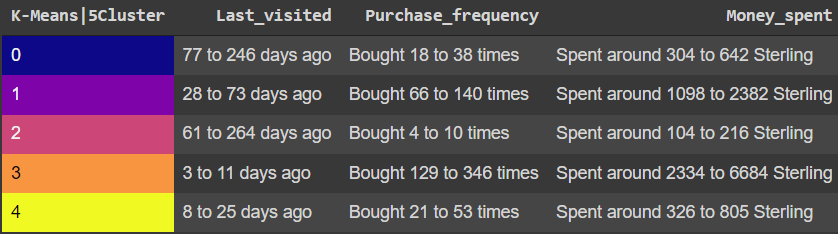 K-Means|5Cluster Last_visited Purchase_frequency Money_spent
0 77 to 246 days ago Bought 18 to 38 times Spent around 304 to 642 Sterling
1 28 to 73 days ago Bought 66 to 140 times Spent around 1098 to 2382 Sterling
2 61 to 264 days ago Bought 4 to 10 times Spent around 104 to 216 Sterling
3 3 to 11 days ago Bought 129 to 346 times Spent around 2334 to 6684 Sterling
4 8 to 25 days ago Bought 21 to 53 times Spent around 326 to 805 Sterling